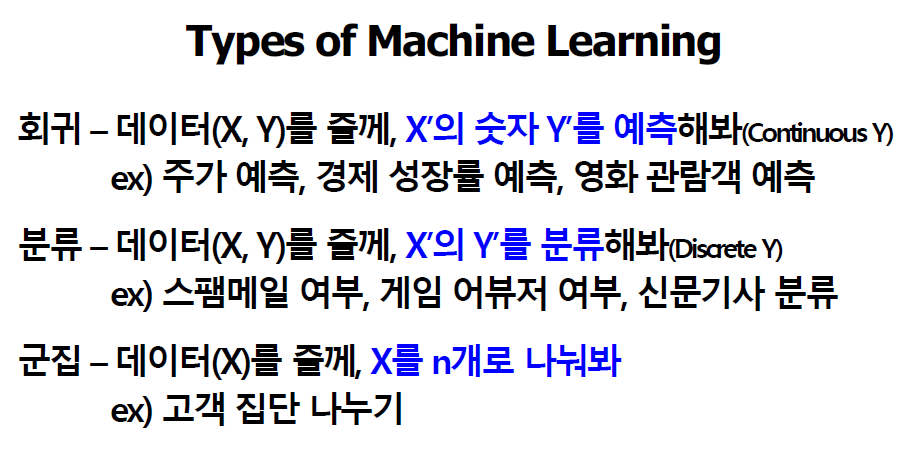 Types of Machine Learning
회귀 – 데이터(X, Y)를 줄께, X′의 숫자 Y′를 예측해봐(Continuous Y)
ex) 주가 예측, 경제 성장률 예측, 영화 관람객 예측
분류 – 데이터(X, Y)를 줄께, X′의 Y′를 분류해봐(Discrete Y)
ex) 스팸메일 여부, 게임 어뷰저 여부, 신문기사 분류
군집 – 데이터(X)를 줄께, X를 n개로 나눠봐
ex) 고객 집단 나누기